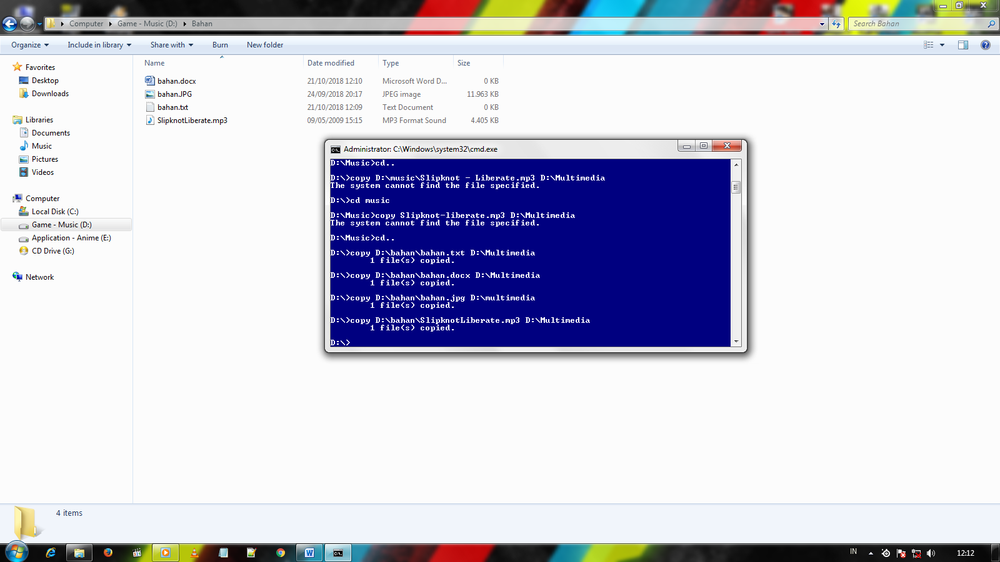 Computer Game - Music (D:) Bahan
Search Bahan
Organize Include in library Share with Burn New folder
Favorites
Desktop
Downloads
Libraries
Documents
Music
Pictures
Videos
Computer
Local Disk (C:)
Game - Music (D:)
Application - Anime (E:)
CD Drive (G:)
Network
Name Date modified Type Size
bahan.docx 21/10/2018 12:10 Microsoft Word D... 0 KB
bahan.JPG 24/09/2018 20:17 JPEG image 11.963 KB
bahan.txt 21/10/2018 12:09 Text Document 0 KB
SlipknotLiberate.mp3 09/05/2009 15:15 MP3 Format Sound 4.405 KB
Administrator: C:\Windows\system32\cmd.exe
D:\Music>cd..
D:\>copy D:\music\Slipknot - Liberate.mp3 D:\Multimedia
The system cannot find the file specified.
D:\>cd music
D:\Music>copy Slipknot-liberate.mp3 D:\Multimedia
The system cannot find the file specified.
D:\Music>cd..
D:\>copy D:\bahan\bahan.txt D:\Multimedia
1 file(s) copied.
D:\>copy D:\bahan\bahan.docx D:\Multimedia
1 file(s) copied.
D:\>copy D:\bahan\bahan.jpg D:\multimedia
1 file(s) copied.
D:\>copy D:\bahan\SlipknotLiberate.mp3 D:\Multimedia
1 file(s) copied.
D:\>
4 items
IN
12:12